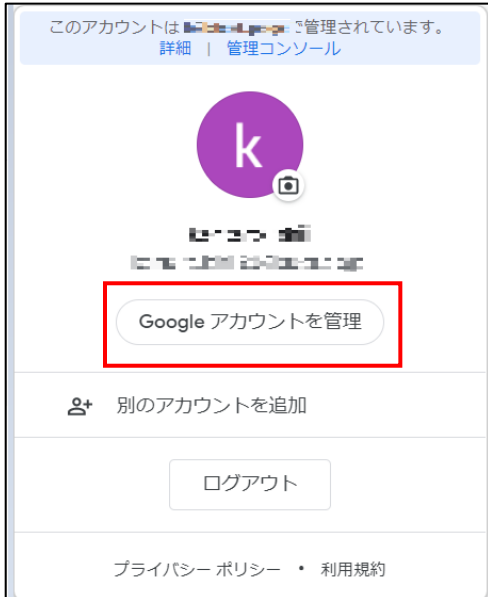 このアカウントは で管理されています。
詳細 | 管理コンソール
k
Google アカウントを管理
別のアカウントを追加
ログアウト
プライバシー ポリシー • 利用規約